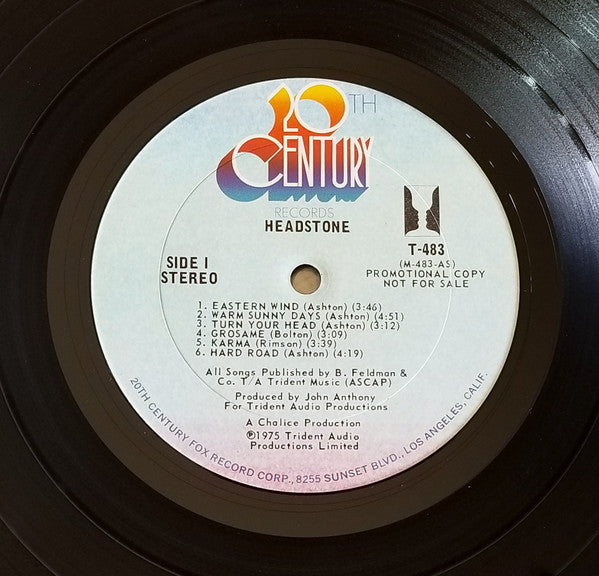 20TH
CENTURY
RECORDS
HEADSTONE
SIDE I
STEREO
T-483
(M-483-AS)
PROMOTIONAL COPY
NOT FOR SALE
1. EASTERN WIND (Ashton) (3:46)
2. WARM SUNNY DAYS (Ashton) (4:51)
3. TURN YOUR HEAD (Ashton) (3:12)
4. GROSAME (Bolton) (3:09)
5. KARMA (Rimson) (3:39)
6. HARD ROAD (Ashton) (4:19)
All Songs Published by B. Feldman &
Co. T/A Trident Music (ASCAP)
Produced by John Anthony
For Trident Audio Productions
A Chalice Production
℗1975 Trident Audio
Productions Limited
20TH CENTURY FOX RECORD CORP., 8255 SUNSET BLVD., LOS ANGELES, CALIF.